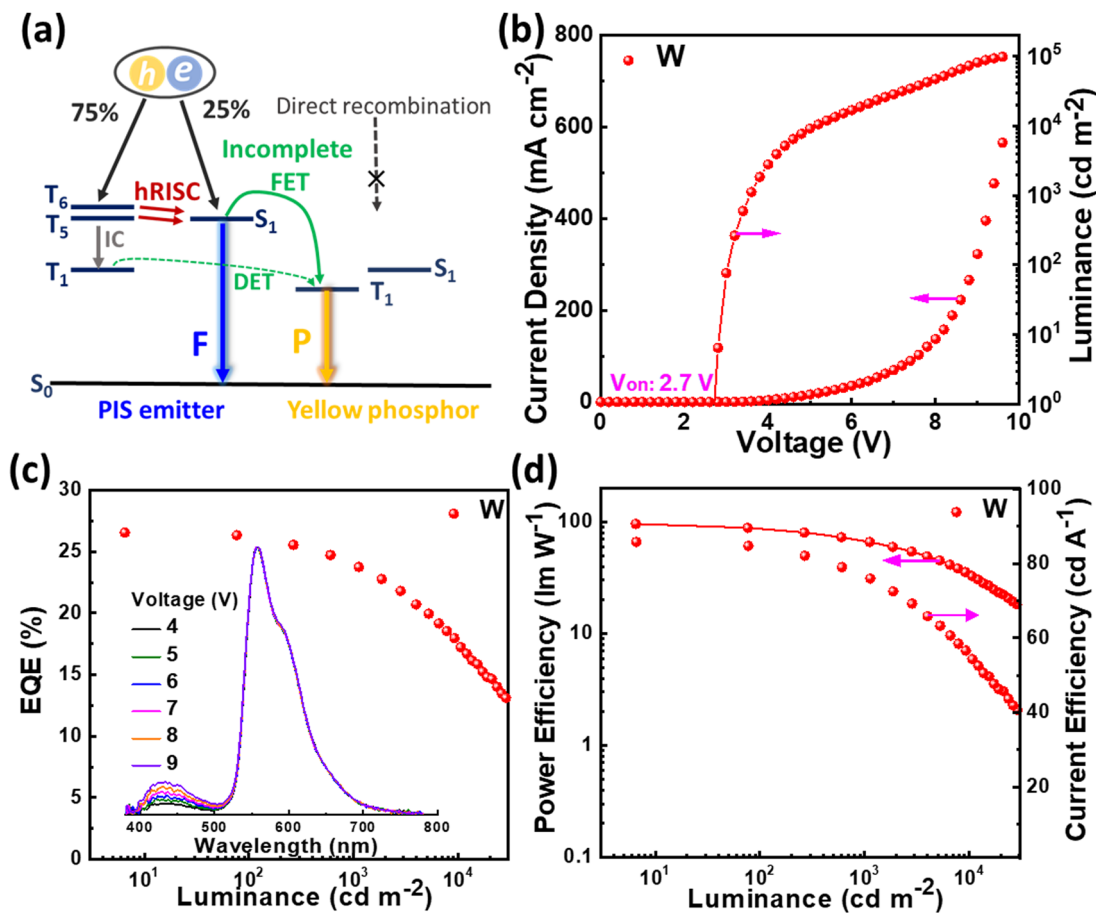 (a)
h e
75%
25%
Direct recombination
Incomplete
FET
T6
hRISC
T5
S1
IC
T1
DET
S1
T1
F
P
S0
PIS emitter
Yellow phosphor
(b)
W
Current Density (mA cm-2)
800
600
400
200
0
Von: 2.7 V
0 2 4 6 8 10
Voltage (V)
10^5
10^4
10^3
10^2
10^1
10^0
Luminance (cd m-2)
(c)
W
EQE (%)
30
25
20
15
10
5
0
Voltage (V)
4
5
6
7
8
9
400 500 600 700 800
Wavelength (nm)
10^1 10^2 10^3 10^4
Luminance (cd m-2)
(d)
W
Power Efficiency (lm W-1)
100
10
1
0.1
100
80
60
40
20
Current Efficiency (cd A-1)
10^1 10^2 10^3 10^4
Luminance (cd m-2)